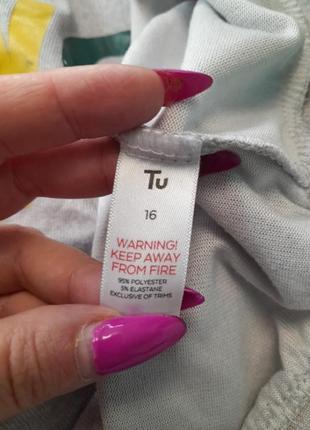 Tu
16
WARNING!
KEEP AWAY
FROM FIRE
95% POLYESTER
5% ELASTANE
EXCLUSIVE OF TRIMS